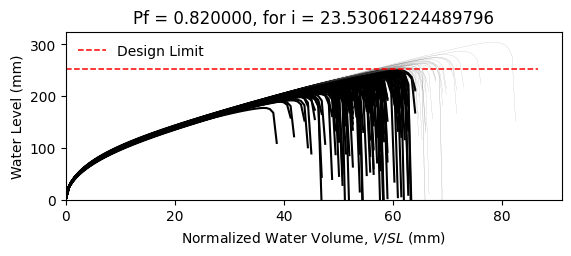 Pf = 0.820000, for i = 23.53061224489796
Design Limit
Water Level (mm)
300
200
100
0
0 20 40 60 80
Normalized Water Volume, V/SL (mm)